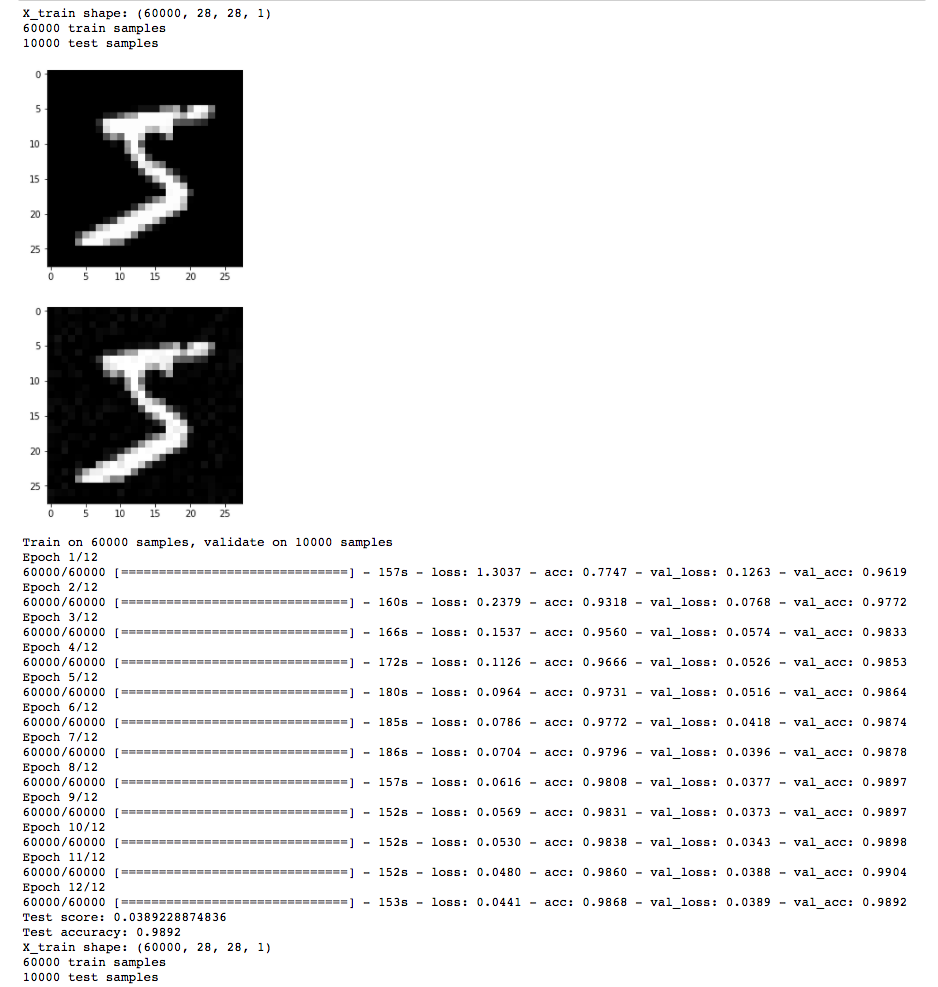 X_train shape: (60000, 28, 28, 1)
60000 train samples
10000 test samples
0
5
10
15
20
25
0 5 10 15 20 25
0
5
10
15
20
25
0 5 10 15 20 25
Train on 60000 samples, validate on 10000 samples
Epoch 1/12
60000/60000 [==============================] - 157s - loss: 1.3037 - acc: 0.7747 - val_loss: 0.1263 - val_acc: 0.9619
Epoch 2/12
60000/60000 [==============================] - 160s - loss: 0.2379 - acc: 0.9318 - val_loss: 0.0768 - val_acc: 0.9772
Epoch 3/12
60000/60000 [==============================] - 166s - loss: 0.1537 - acc: 0.9560 - val_loss: 0.0574 - val_acc: 0.9833
Epoch 4/12
60000/60000 [==============================] - 172s - loss: 0.1126 - acc: 0.9666 - val_loss: 0.0526 - val_acc: 0.9853
Epoch 5/12
60000/60000 [==============================] - 180s - loss: 0.0964 - acc: 0.9731 - val_loss: 0.0516 - val_acc: 0.9864
Epoch 6/12
60000/60000 [==============================] - 185s - loss: 0.0786 - acc: 0.9772 - val_loss: 0.0418 - val_acc: 0.9874
Epoch 7/12
60000/60000 [==============================] - 186s - loss: 0.0704 - acc: 0.9796 - val_loss: 0.0396 - val_acc: 0.9878
Epoch 8/12
60000/60000 [==============================] - 157s - loss: 0.0616 - acc: 0.9808 - val_loss: 0.0377 - val_acc: 0.9897
Epoch 9/12
60000/60000 [==============================] - 152s - loss: 0.0569 - acc: 0.9831 - val_loss: 0.0373 - val_acc: 0.9897
Epoch 10/12
60000/60000 [==============================] - 152s - loss: 0.0530 - acc: 0.9838 - val_loss: 0.0343 - val_acc: 0.9898
Epoch 11/12
60000/60000 [==============================] - 152s - loss: 0.0480 - acc: 0.9860 - val_loss: 0.0388 - val_acc: 0.9904
Epoch 12/12
60000/60000 [==============================] - 153s - loss: 0.0441 - acc: 0.9868 - val_loss: 0.0389 - val_acc: 0.9892
Test score: 0.0389228874836
Test accuracy: 0.9892
X_train shape: (60000, 28, 28, 1)
60000 train samples
10000 test samples